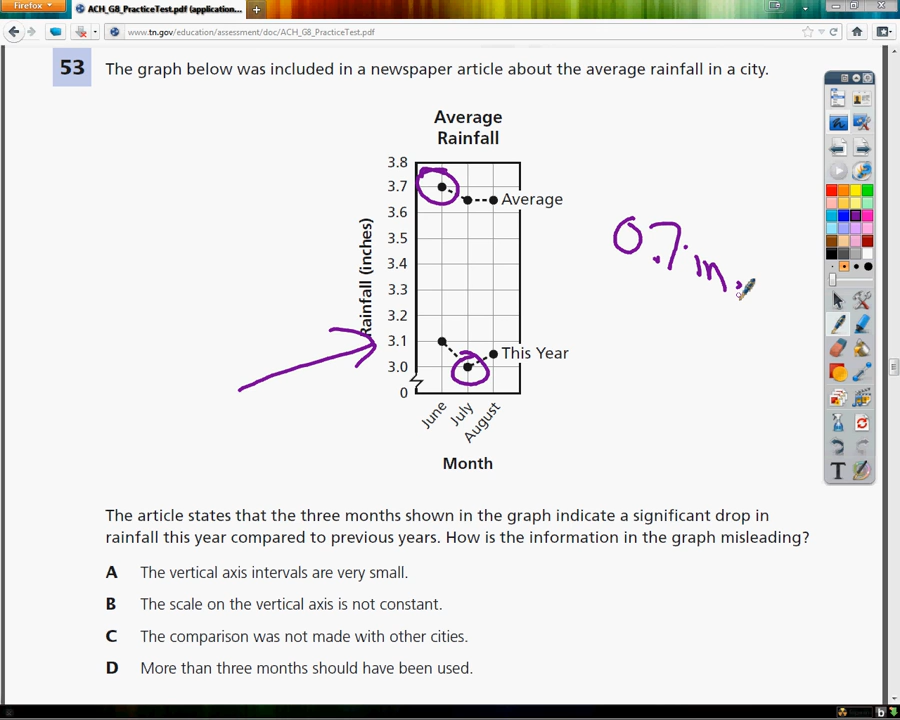 Firefox
ACH_G8_PracticeTest.pdf (application...
www.tn.gov/education/assessment/doc/ACH_G8_PracticeTest.pdf
53 The graph below was included in a newspaper article about the average rainfall in a city.
Average
Rainfall
3.8
3.7
3.6
3.5
3.4
3.3
3.2
3.1
3.0
0
Rainfall (inches)
Average
This Year
June
July
August
Month
0.7 in.
The article states that the three months shown in the graph indicate a significant drop in
rainfall this year compared to previous years. How is the information in the graph misleading?
A The vertical axis intervals are very small.
B The scale on the vertical axis is not constant.
C The comparison was not made with other cities.
D More than three months should have been used.
T